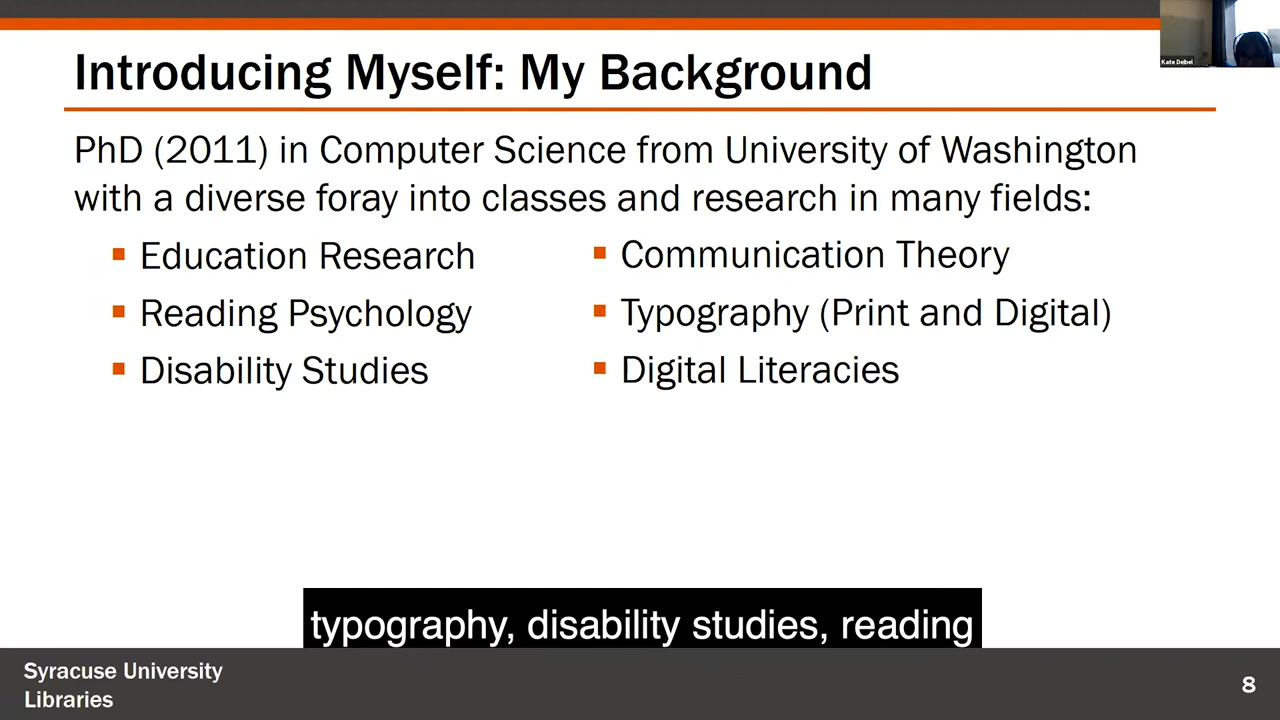 Introducing Myself: My Background
Kate Deibel
PhD (2011) in Computer Science from University of Washington
with a diverse foray into classes and research in many fields:
Education Research
Reading Psychology
Disability Studies
Communication Theory
Typography (Print and Digital)
Digital Literacies
typography, disability studies, reading
Syracuse University
Libraries
8